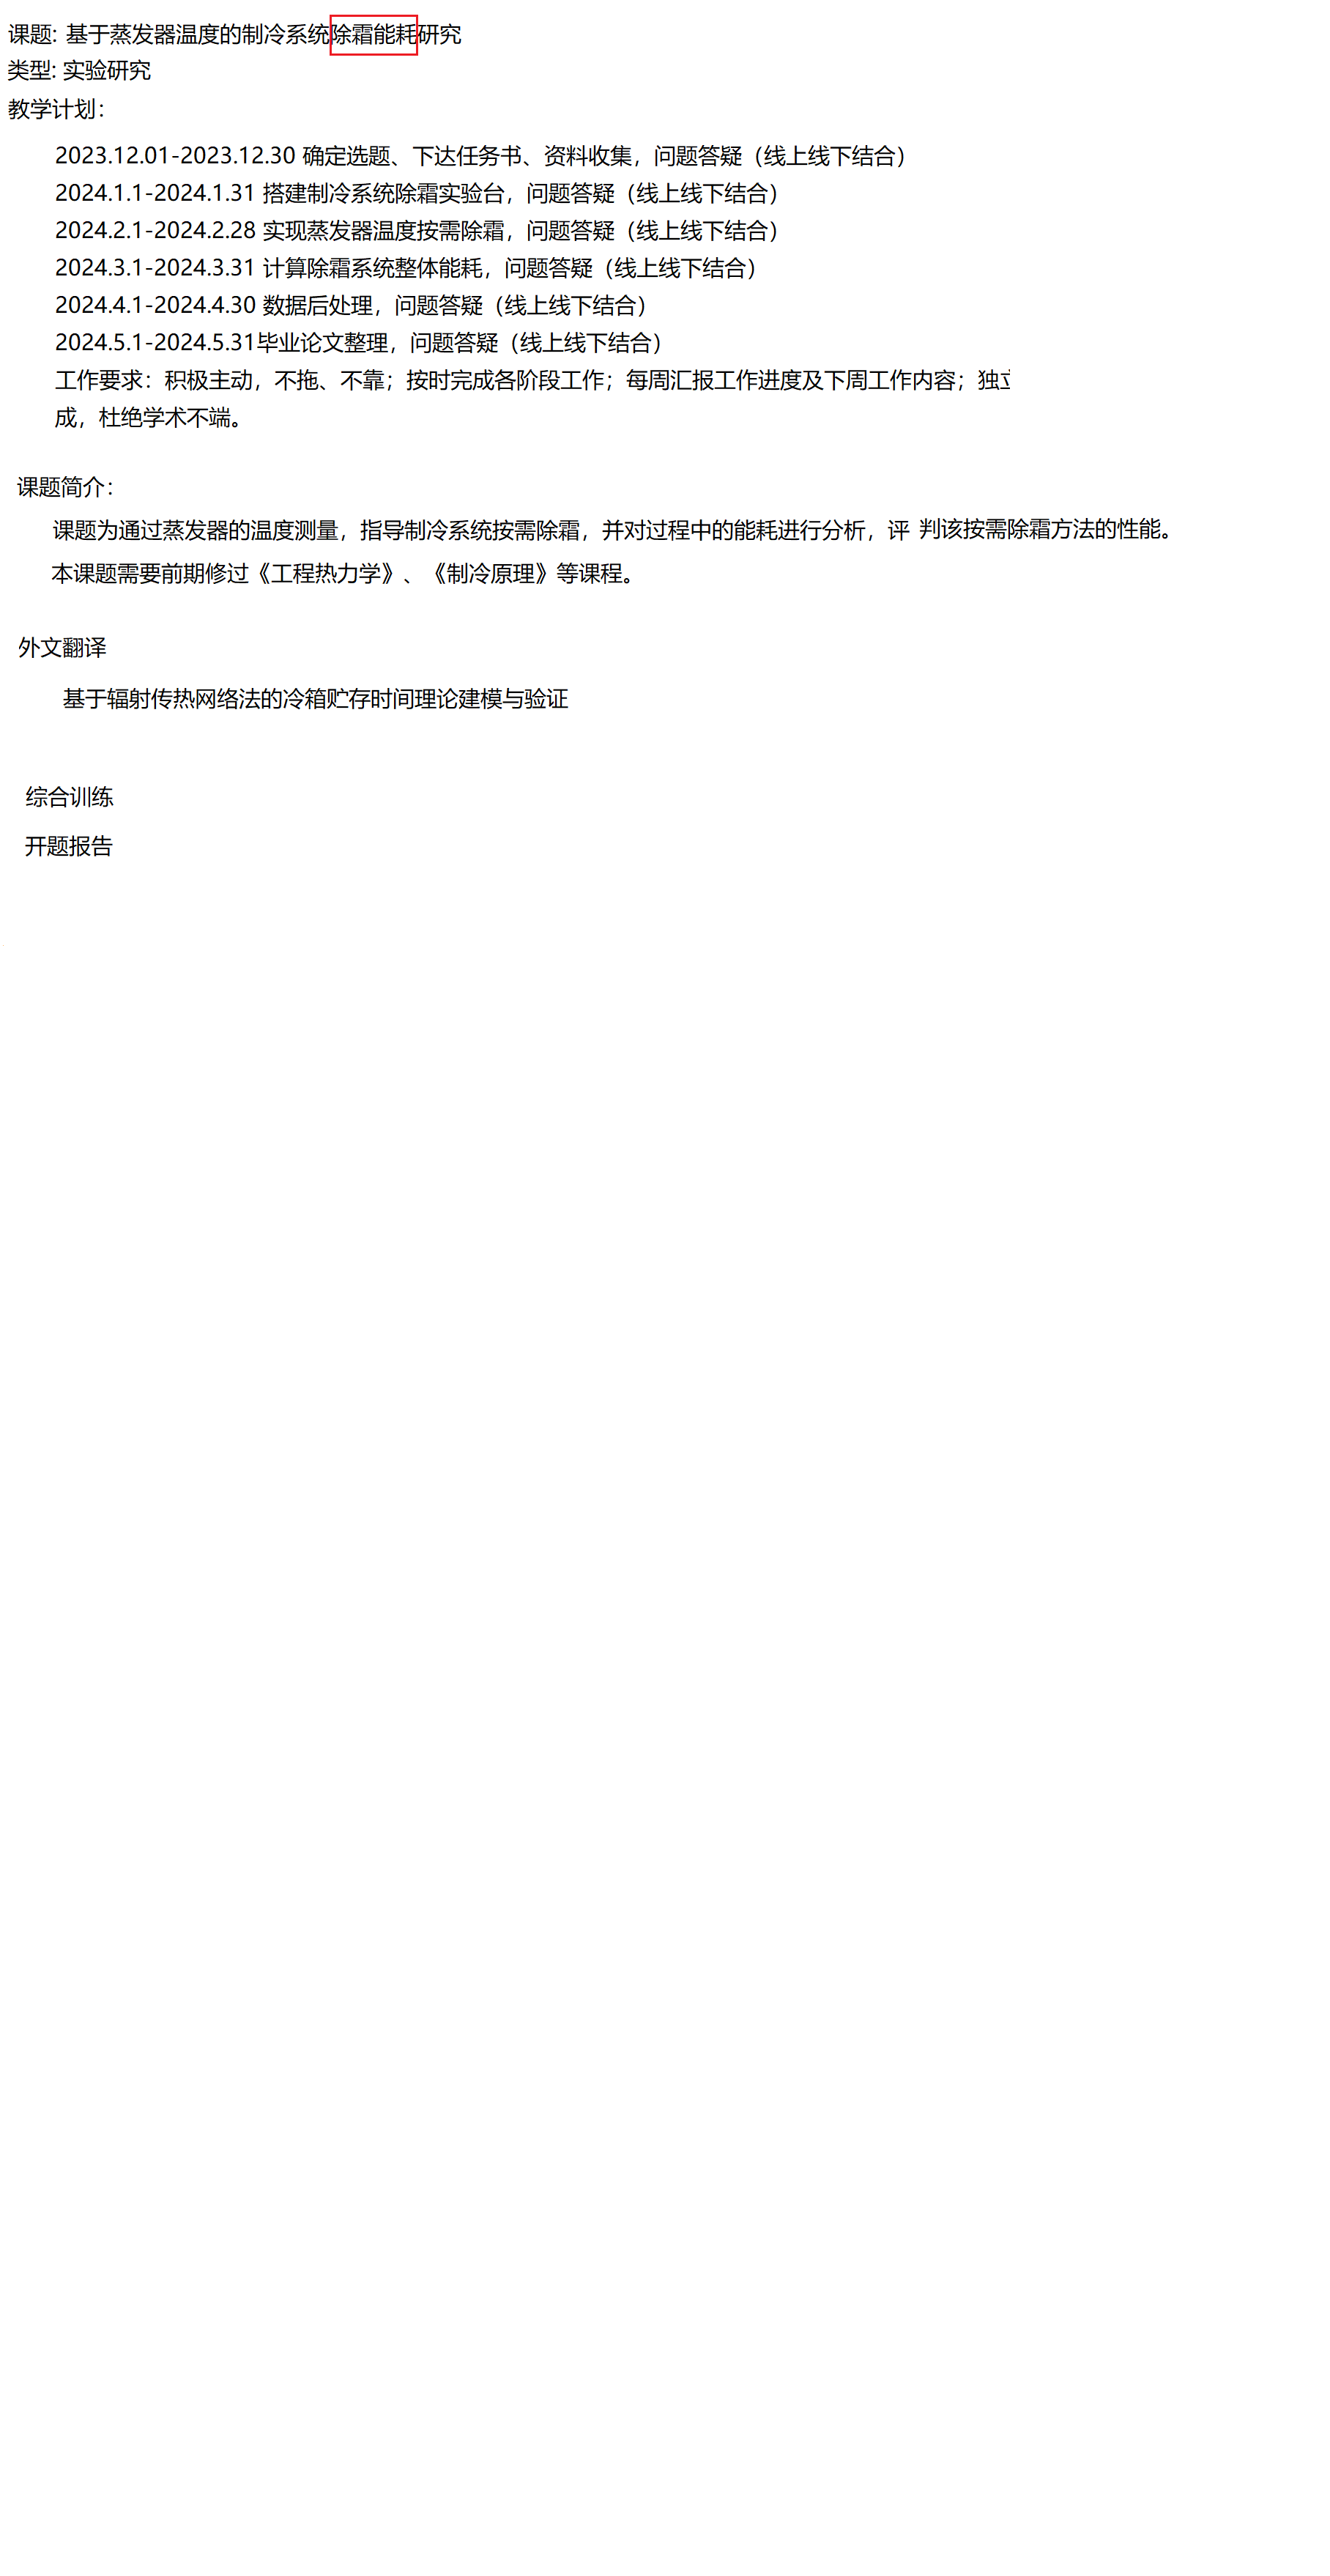 课题: 基于蒸发器温度的制冷系统除霜能耗研究
类型: 实验研究
教学计划：
2023.12.01-2023.12.30 确定选题、下达任务书、资料收集，问题答疑（线上线下结合）
2024.1.1-2024.1.31 搭建制冷系统除霜实验台，问题答疑（线上线下结合）
2024.2.1-2024.2.28 实现蒸发器温度按需除霜，问题答疑（线上线下结合）
2024.3.1-2024.3.31 计算除霜系统整体能耗，问题答疑（线上线下结合）
2024.4.1-2024.4.30 数据后处理，问题答疑（线上线下结合）
2024.5.1-2024.5.31毕业论文整理，问题答疑（线上线下结合）
工作要求：积极主动，不拖、不靠；按时完成各阶段工作；每周汇报工作进度及下周工作内容；独
成，杜绝学术不端。
课题简介：
课题为通过蒸发器的温度测量，指导制冷系统按需除霜，并对过程中的能耗进行分析，评 判该按需除霜方法的性能。
本课题需要前期修过《工程热力学》、《制冷原理》等课程。
外文翻译
基于辐射传热网络法的冷箱贮存时间理论建模与验证
综合训练
开题报告